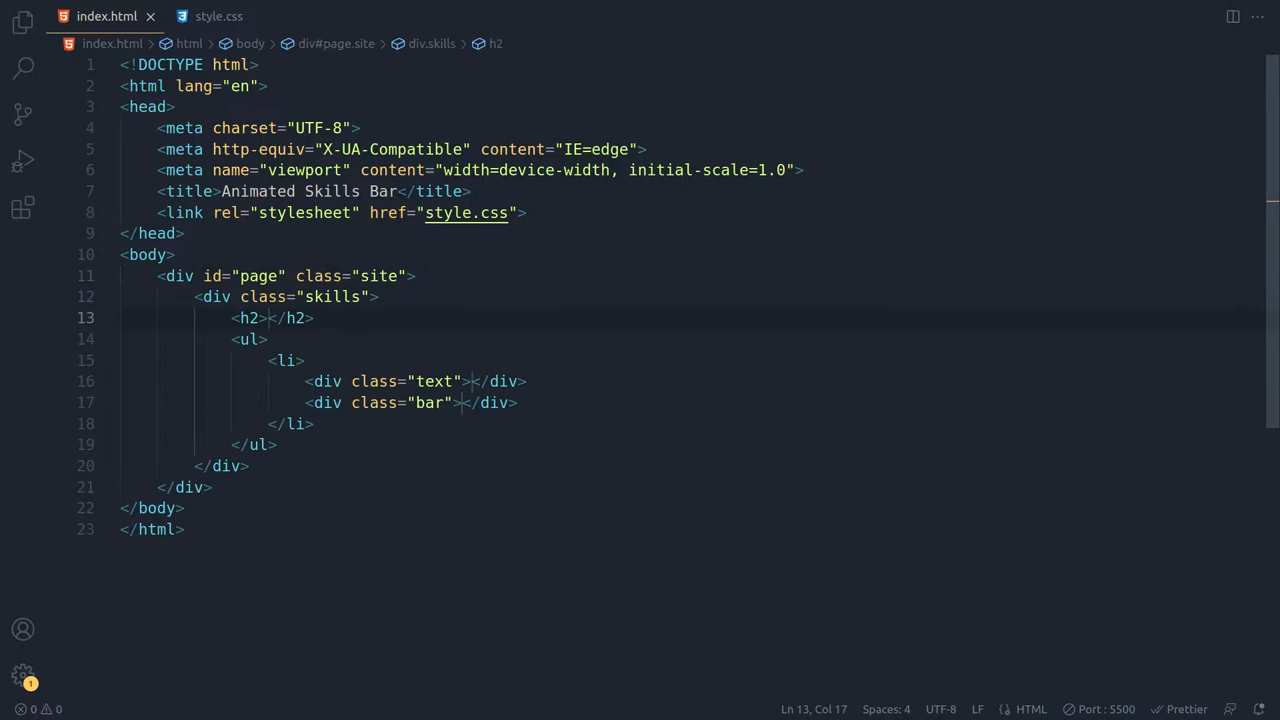 index.html style.css
index.html > html > body > div#page.site > div.skills > h2
1 <!DOCTYPE html>
2 <html lang="en">
3 <head>
4 <meta charset="UTF-8">
5 <meta http-equiv="X-UA-Compatible" content="IE=edge">
6 <meta name="viewport" content="width=device-width, initial-scale=1.0">
7 <title>Animated Skills Bar</title>
8 <link rel="stylesheet" href="style.css">
9 </head>
10 <body>
11 <div id="page" class="site">
12 <div class="skills">
13 <h2></h2>
14 <ul>
15 <li>
16 <div class="text"></div>
17 <div class="bar"></div>
18 </li>
19 </ul>
20 </div>
21 </div>
22 </body>
23 </html>
1
0 0 Ln 13, Col 17 Spaces: 4 UTF-8 LF HTML Port : 5500 Prettier